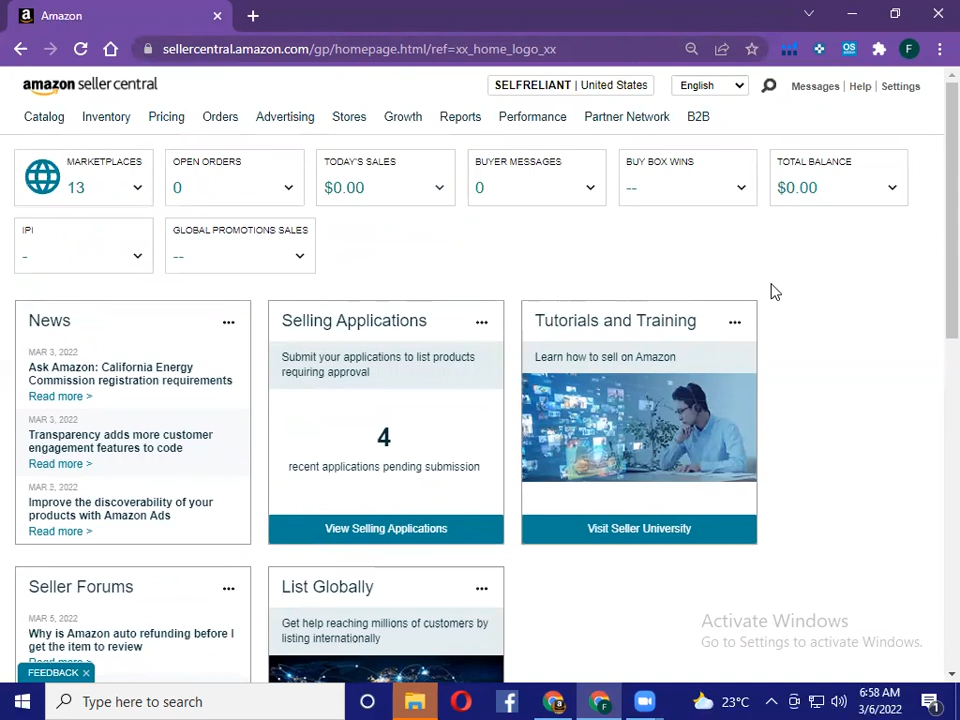 Amazon
sellercentral.amazon.com/gp/homepage.html/ref=xx_home_logo_xx
OS
F
amazon seller central
SELFRELIANT | United States
English
Messages | Help | Settings
Catalog Inventory Pricing Orders Advertising Stores Growth Reports Performance Partner Network B2B
MARKETPLACES
13
OPEN ORDERS
0
TODAY'S SALES
$0.00
BUYER MESSAGES
0
BUY BOX WINS
--
TOTAL BALANCE
$0.00
IPI
-
GLOBAL PROMOTIONS SALES
--
News
MAR 3, 2022
Ask Amazon: California Energy
Commission registration requirements
Read more >
MAR 3, 2022
Transparency adds more customer
engagement features to code
Read more >
MAR 3, 2022
Improve the discoverability of your
products with Amazon Ads
Read more >
Selling Applications
Submit your applications to list products
requiring approval
4
recent applications pending submission
View Selling Applications
Tutorials and Training
Learn how to sell on Amazon
Visit Seller University
Seller Forums
MAR 5, 2022
Why is Amazon auto refunding before I
get the item to review
Read more >
List Globally
Get help reaching millions of customers by
listing internationally
FEEDBACK
Activate Windows
Go to Settings to activate Windows.
Type here to search
23°C
6:58 AM
3/6/2022
1